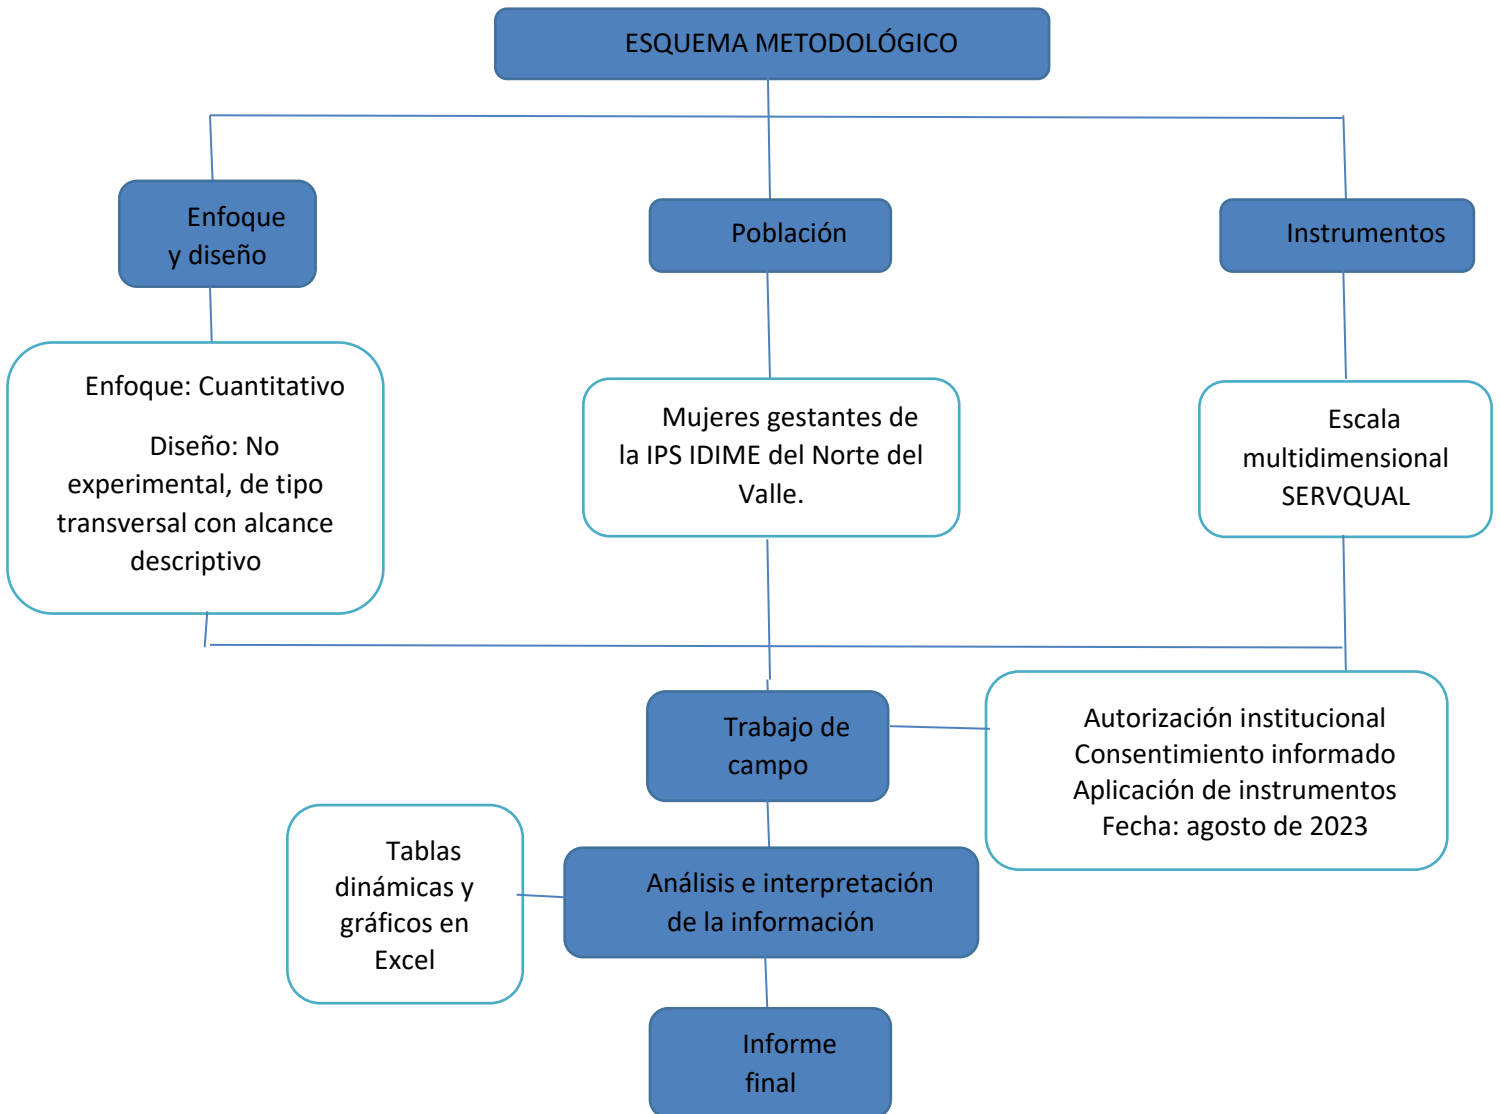 ESQUEMA METODOLÓGICO
Enfoque
y diseño
Población
Instrumentos
Enfoque: Cuantitativo
Diseño: No
experimental, de tipo
transversal con alcance
descriptivo
Mujeres gestantes de
la IPS IDIME del Norte del
Valle.
Escala
multidimensional
SERVQUAL
Trabajo de
campo
Autorización institucional
Consentimiento informado
Aplicación de instrumentos
Fecha: agosto de 2023
Tablas
dinámicas y
gráficos en
Excel
Análisis e interpretación
de la información
Informe
final